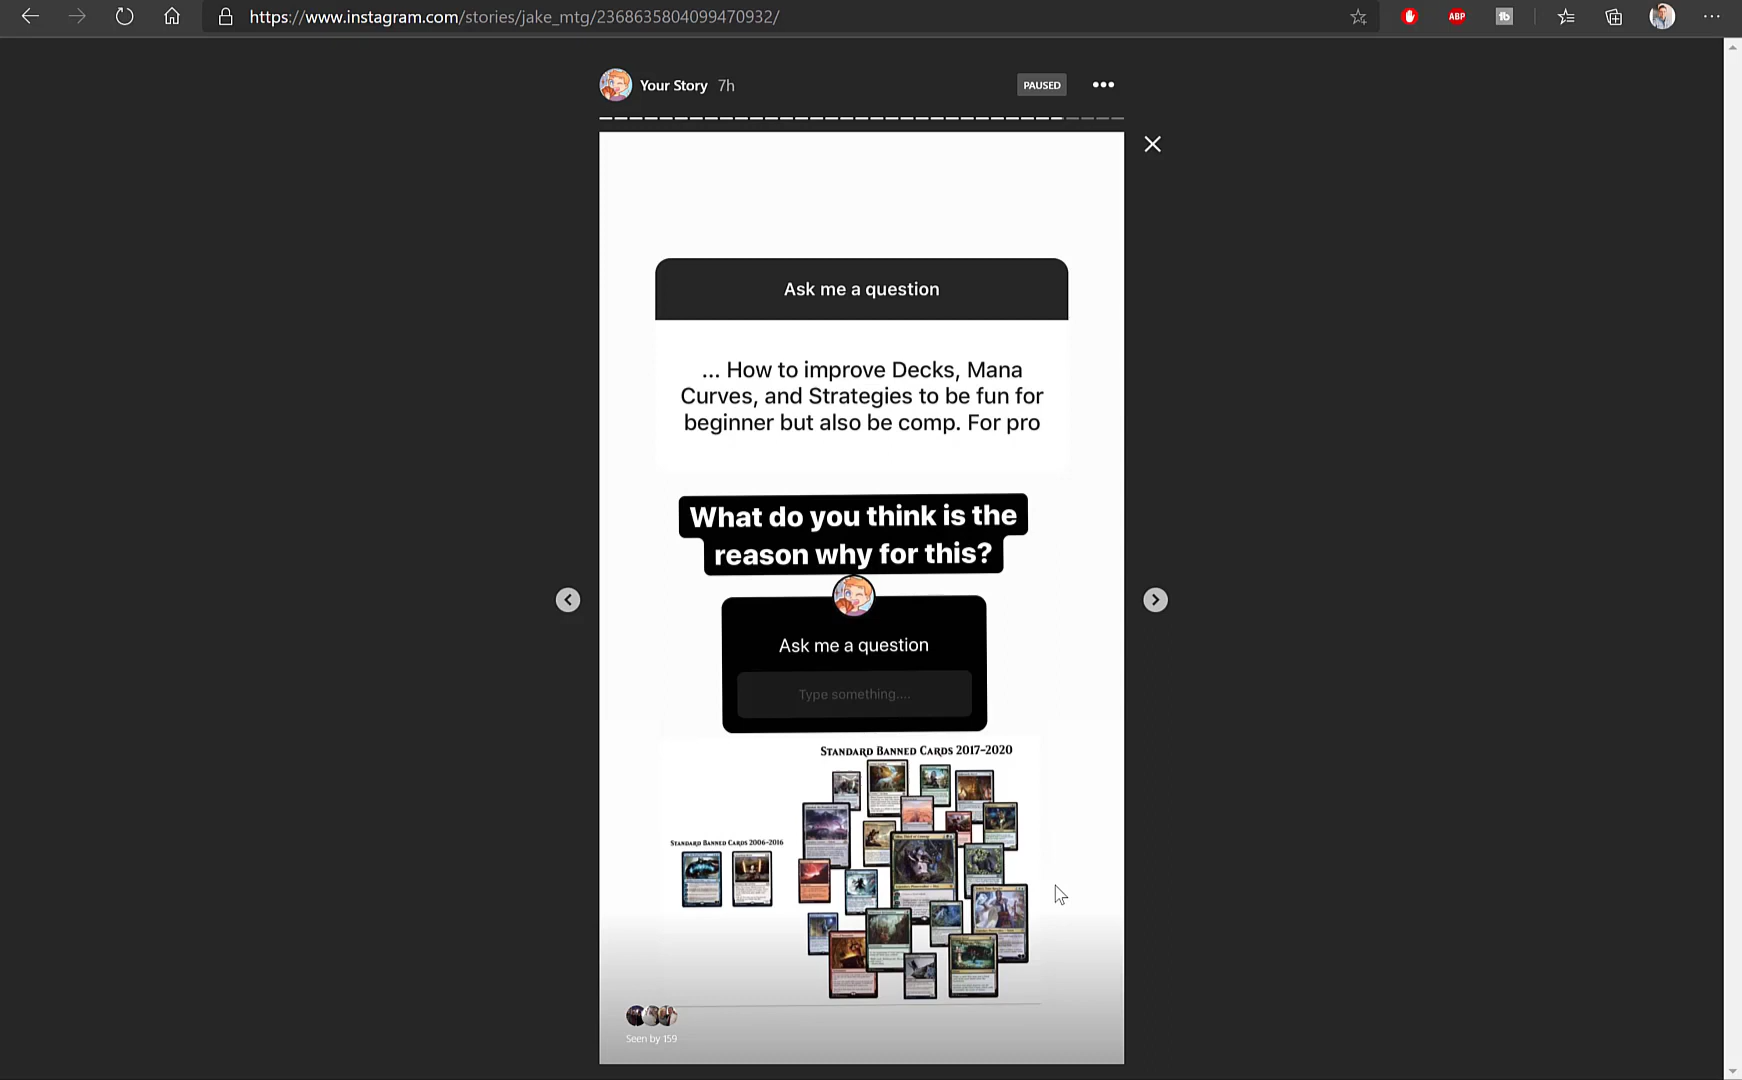 https://www.instagram.com/stories/jake_mtg/2368635804099470932/
ABP
Your Story 7h
PAUSED
Ask me a question
... How to improve Decks, Mana
Curves, and Strategies to be fun for
beginner but also be comp. For pro
What do you think is the
reason why for this?
Ask me a question
Type something....
STANDARD BANNED CARDS 2017-2020
STANDARD BANNED CARDS 2006-2016
Seen by 159